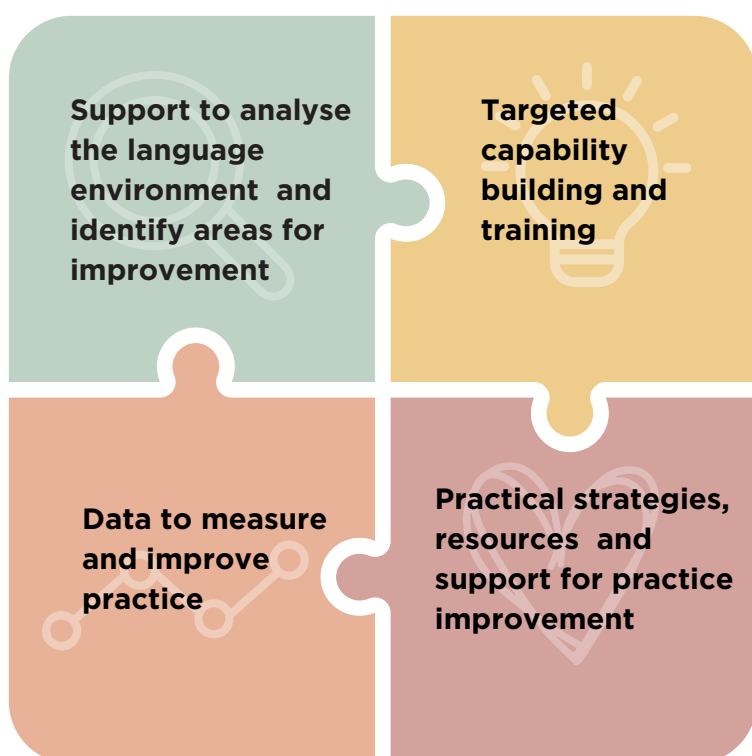 Support to analyse
the language
environment  and
identify areas for
improvement
Targeted
capability
building and
training
Data to measure
and improve
practice
Practical strategies,
resources  and
support for practice
improvement